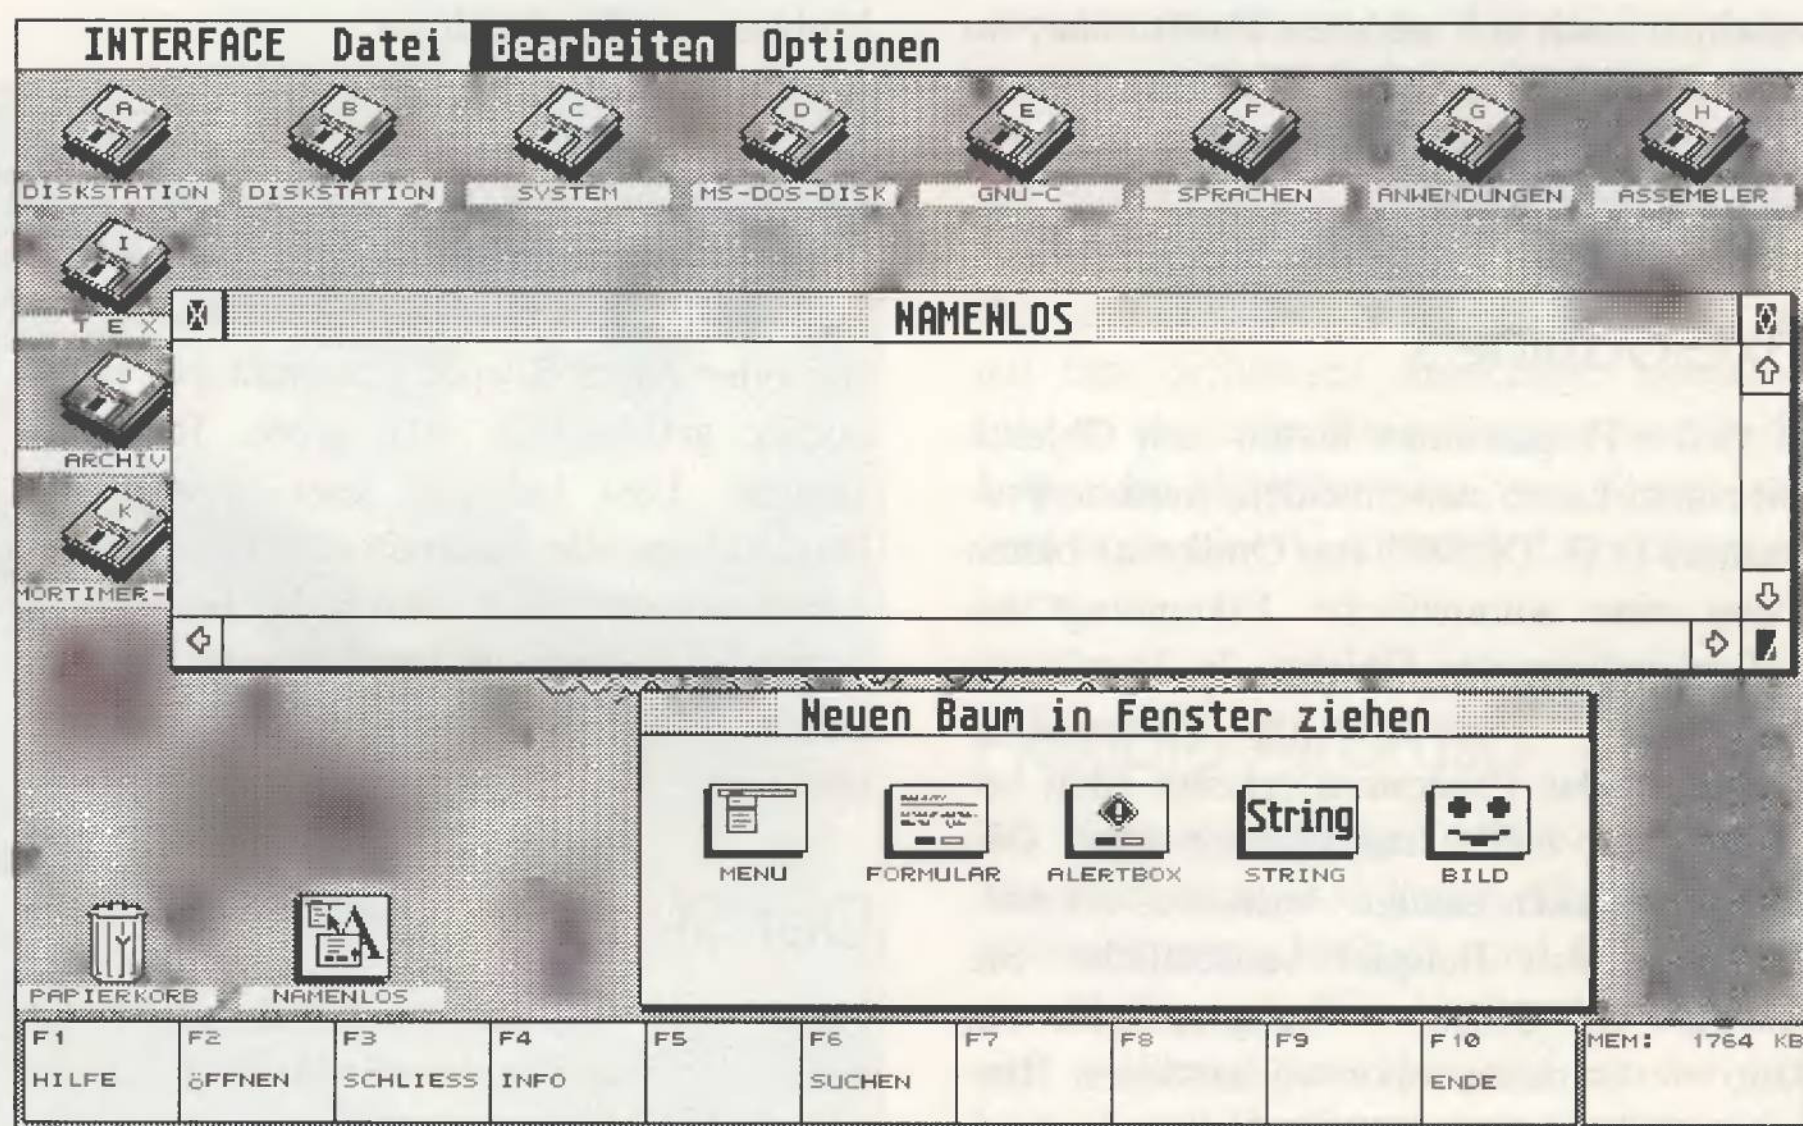 INTERFACE Datei Bearbeiten Optionen
A B C D E F G H
DISKSTATION DISKSTATION SYSTEM MS-DOS-DISK GNU-C SPRACHEN ANWENDUNGEN ASSEMBLER
I
T E X
NAMENLOS
J
ARCHIV
K
MORTIMER-
Neuen Baum in Fenster ziehen
String
MENU FORMULAR ALERTBOX STRING BILD
A
PAPIERKORB NAMENLOS
F1 F2 F3 F4 F5 F6 F7 F8 F9 F10 MEM: 1764 KB
HILFE öFFNEN SCHLIESS INFO SUCHEN ENDE